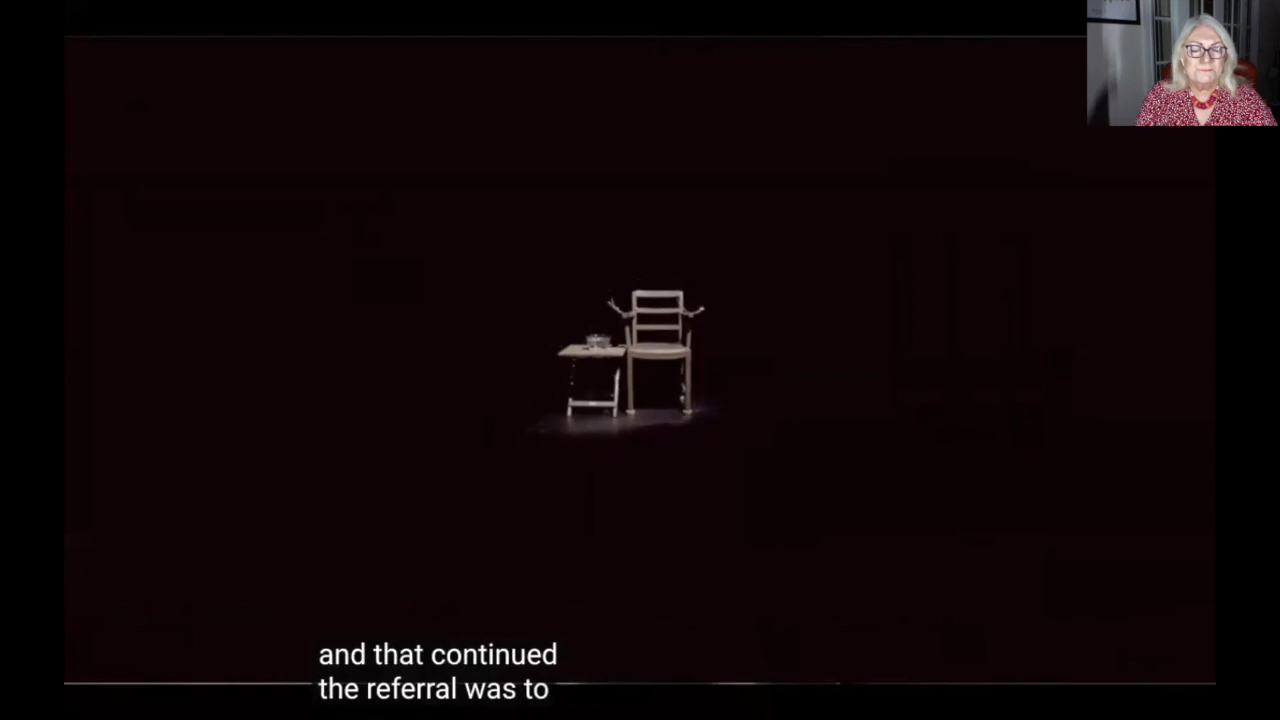 and that continued
the referral was to